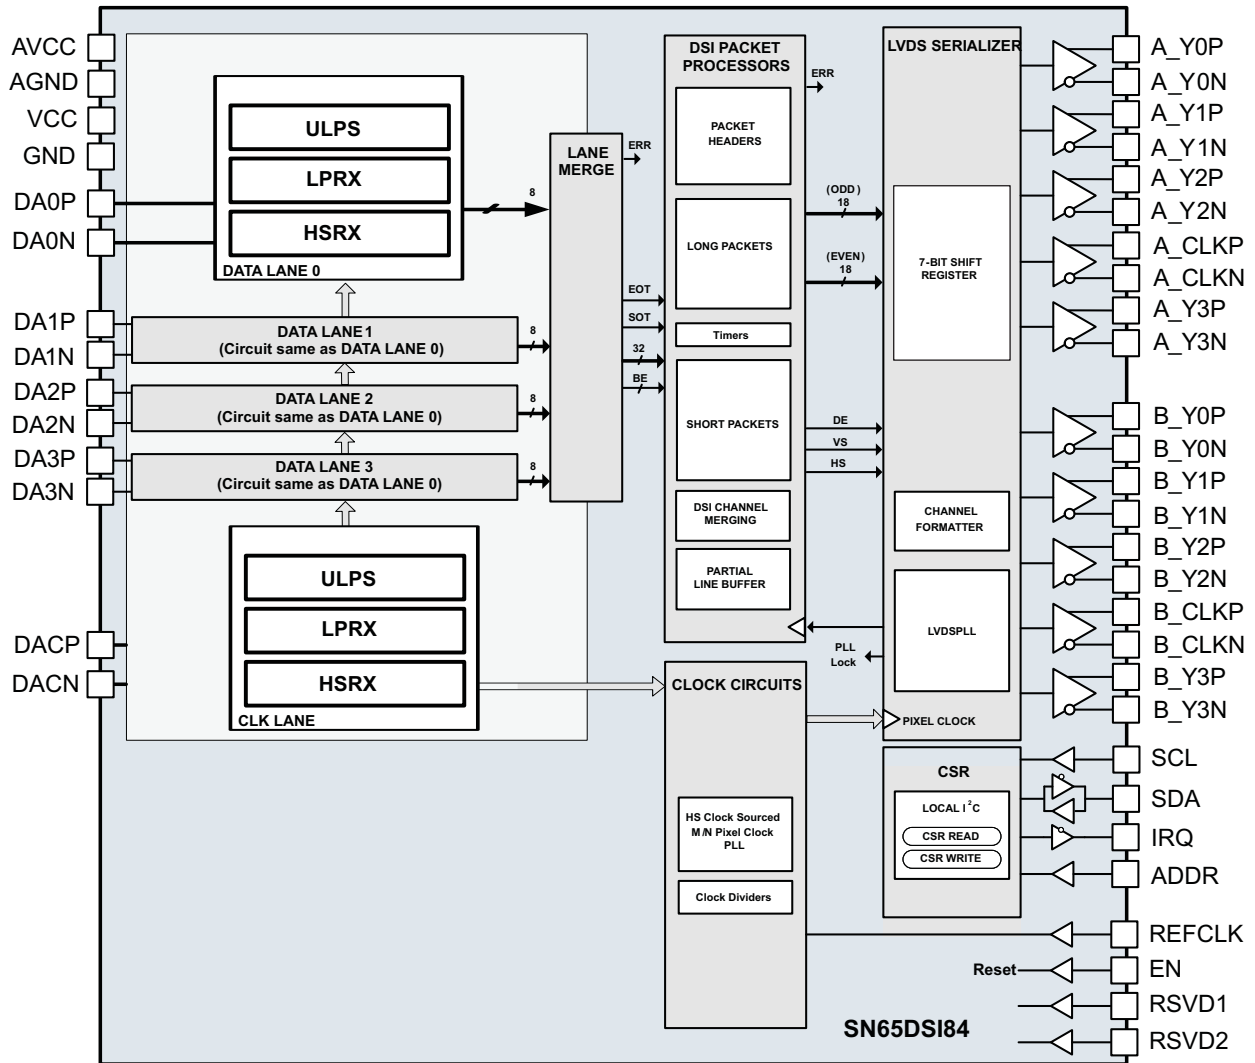 AVCC
AGND
VCC
GND
DA0P
DA0N
DA1P
DA1N
DA2P
DA2N
DA3P
DA3N
DACP
DACN
ULPS
LPRX
HSRX
DATA LANE 0
8
DATA LANE 1
(Circuit same as DATA LANE 0)
8
DATA LANE 2
(Circuit same as DATA LANE 0)
8
DATA LANE 3
(Circuit same as DATA LANE 0)
8
ULPS
LPRX
HSRX
CLK LANE
LANE
MERGE
ERR
EOT
SOT
32
BE
DSI PACKET
PROCESSORS
ERR
PACKET
HEADERS
LONG PACKETS
Timers
SHORT PACKETS
DSI CHANNEL
MERGING
PARTIAL
LINE BUFFER
(ODD)
18
(EVEN)
18
DE
VS
HS
PLL
Lock
CLOCK CIRCUITS
HS Clock Sourced
M/N Pixel Clock
PLL
Clock Dividers
LVDS SERIALIZER
7-BIT SHIFT
REGISTER
CHANNEL
FORMATTER
LVDSPLL
PIXEL CLOCK
CSR
LOCAL I²C
CSR READ
CSR WRITE
Reset
SN65DSI84
A_Y0P
A_Y0N
A_Y1P
A_Y1N
A_Y2P
A_Y2N
A_CLKP
A_CLKN
A_Y3P
A_Y3N
B_Y0P
B_Y0N
B_Y1P
B_Y1N
B_Y2P
B_Y2N
B_CLKP
B_CLKN
B_Y3P
B_Y3N
SCL
SDA
IRQ
ADDR
REFCLK
EN
RSVD1
RSVD2